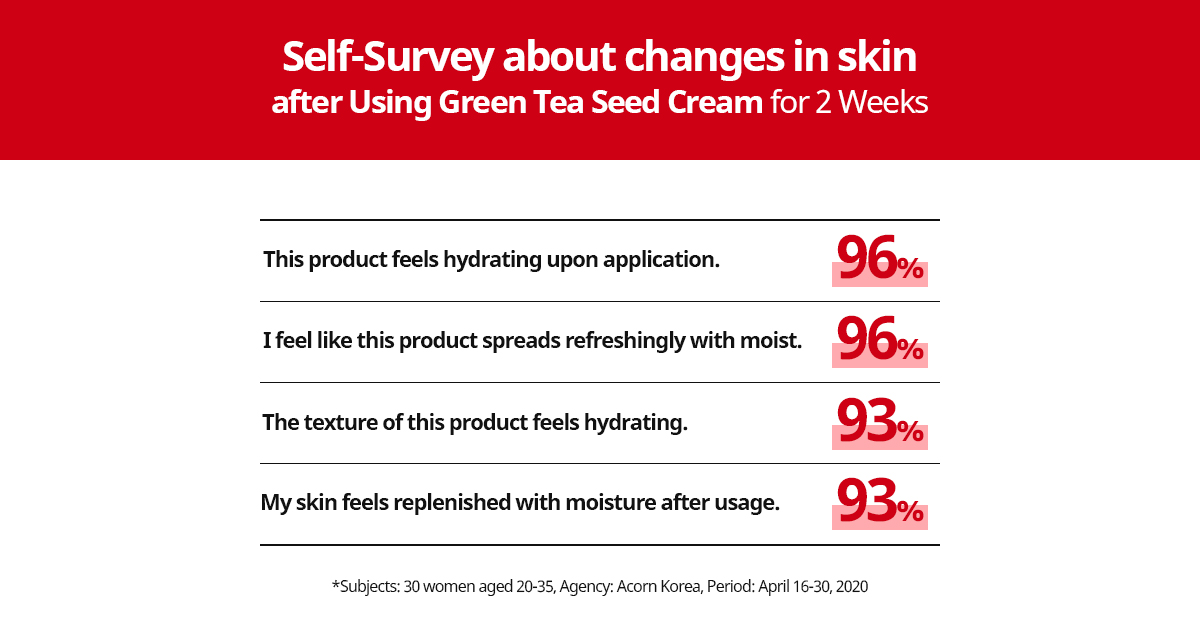 Self-Survey about changes in skin
after Using Green Tea Seed Cream for 2 Weeks
This product feels hydrating upon application. 96%
I feel like this product spreads refreshingly with moist. 96%
The texture of this product feels hydrating. 93%
My skin feels replenished with moisture after usage. 93%
*Subjects: 30 women aged 20-35, Agency: Acorn Korea, Period: April 16-30, 2020